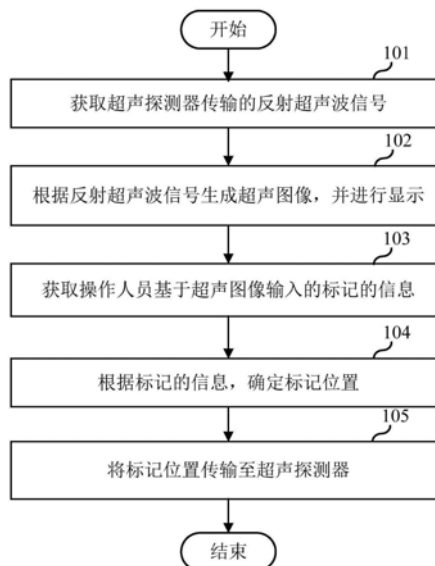 开始
101
获取超声探测器传输的反射超声波信号
102
根据反射超声波信号生成超声图像，并进行显示
103
获取操作人员基于超声图像输入的标记的信息
104
根据标记的信息，确定标记位置
105
将标记位置传输至超声探测器
结束